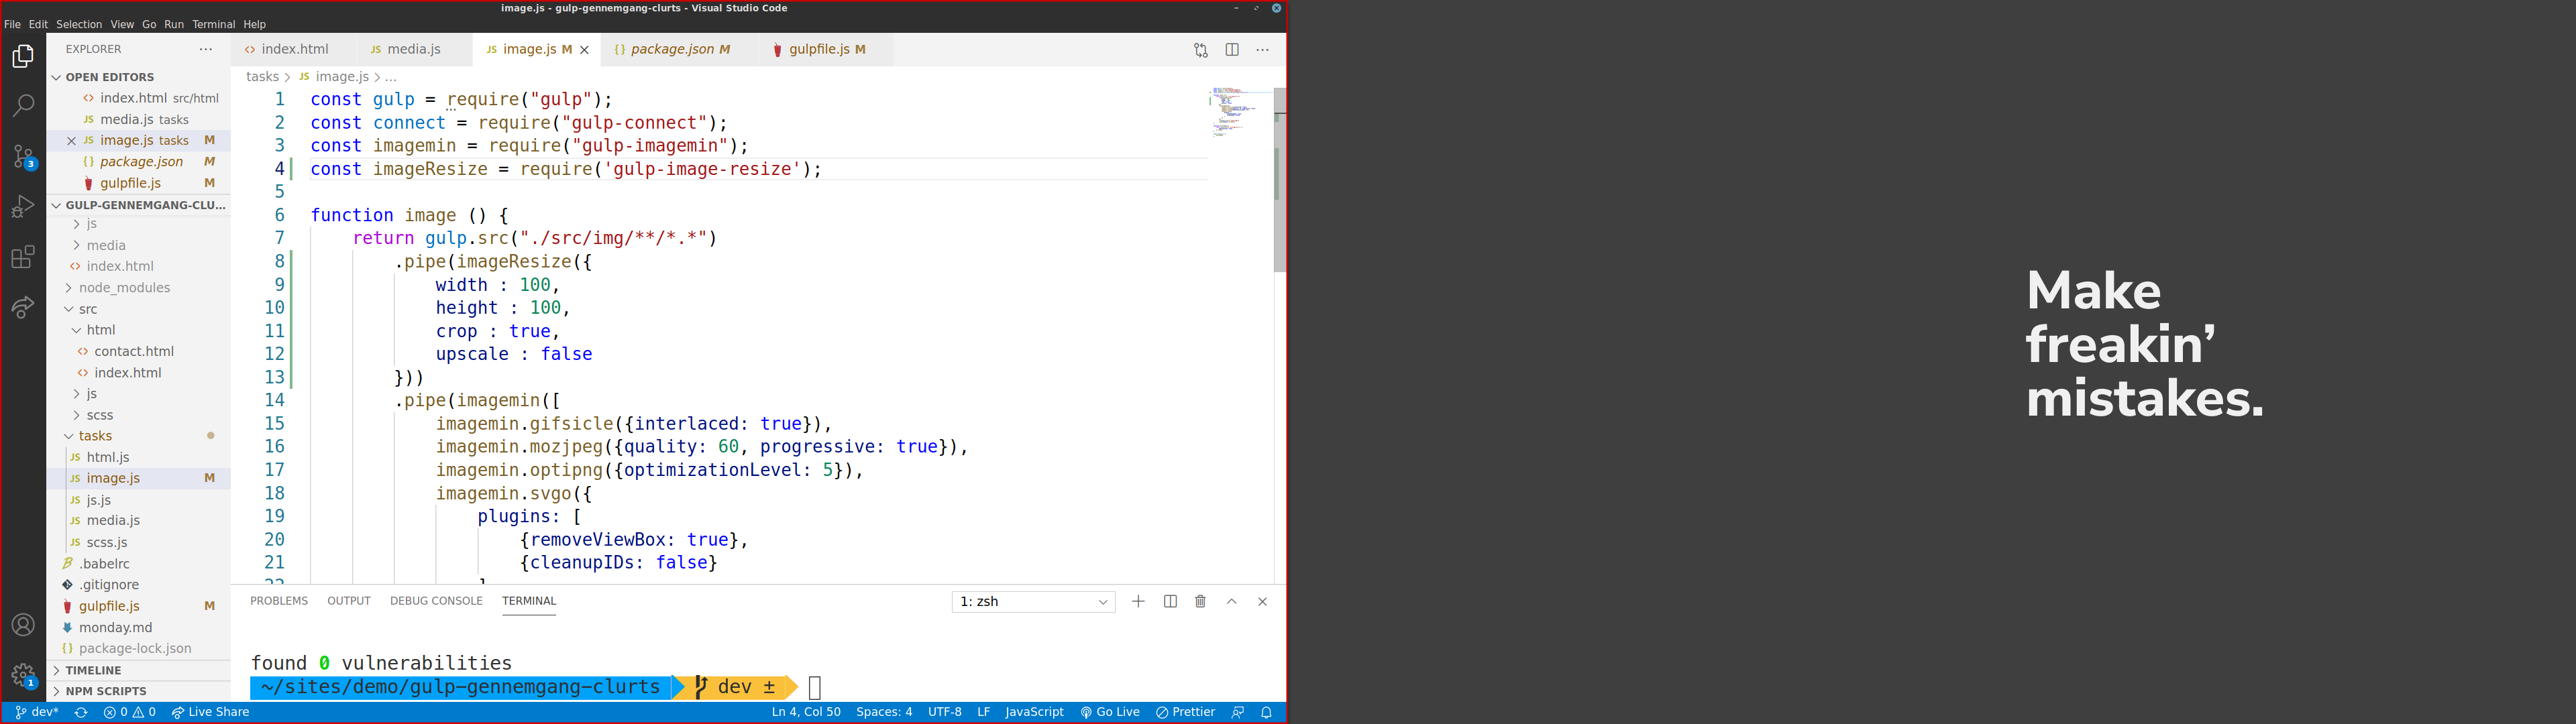 image.js - gulp-gennemgang-clurts - Visual Studio Code
File Edit Selection View Go Run Terminal Help
EXPLORER
OPEN EDITORS
index.html src/html
media.js tasks
image.js tasks M
package.json M
gulpfile.js M
GULP-GENNEMGANG-CLU...
js
media
index.html
node_modules
src
html
contact.html
index.html
js
scss
tasks
JS html.js
JS image.js M
JS js.js
JS media.js
JS scss.js
.babelrc
.gitignore
gulpfile.js M
monday.md
package-lock.json
TIMELINE
NPM SCRIPTS
3
1
index.html JS media.js JS image.js M {} package.json M gulpfile.js M
tasks > JS image.js > ...
1 const gulp = require("gulp");
2 const connect = require("gulp-connect");
3 const imagemin = require("gulp-imagemin");
4 const imageResize = require('gulp-image-resize');
5
6 function image () {
7 return gulp.src("./src/img/**/*.*")
8 .pipe(imageResize({
9 width : 100,
10 height : 100,
11 crop : true,
12 upscale : false
13 }))
14 .pipe(imagemin([
15 imagemin.gifsicle({interlaced: true}),
16 imagemin.mozjpeg({quality: 60, progressive: true}),
17 imagemin.optipng({optimizationLevel: 5}),
18 imagemin.svgo({
19 plugins: [
20 {removeViewBox: true},
21 {cleanupIDs: false}
PROBLEMS OUTPUT DEBUG CONSOLE TERMINAL 1: zsh
found 0 vulnerabilities
~/sites/demo/gulp-gennemgang-clurts dev ±
dev* 0 0 Live Share Ln 4, Col 50 Spaces: 4 UTF-8 LF JavaScript Go Live Prettier
Make
freakin’
mistakes.